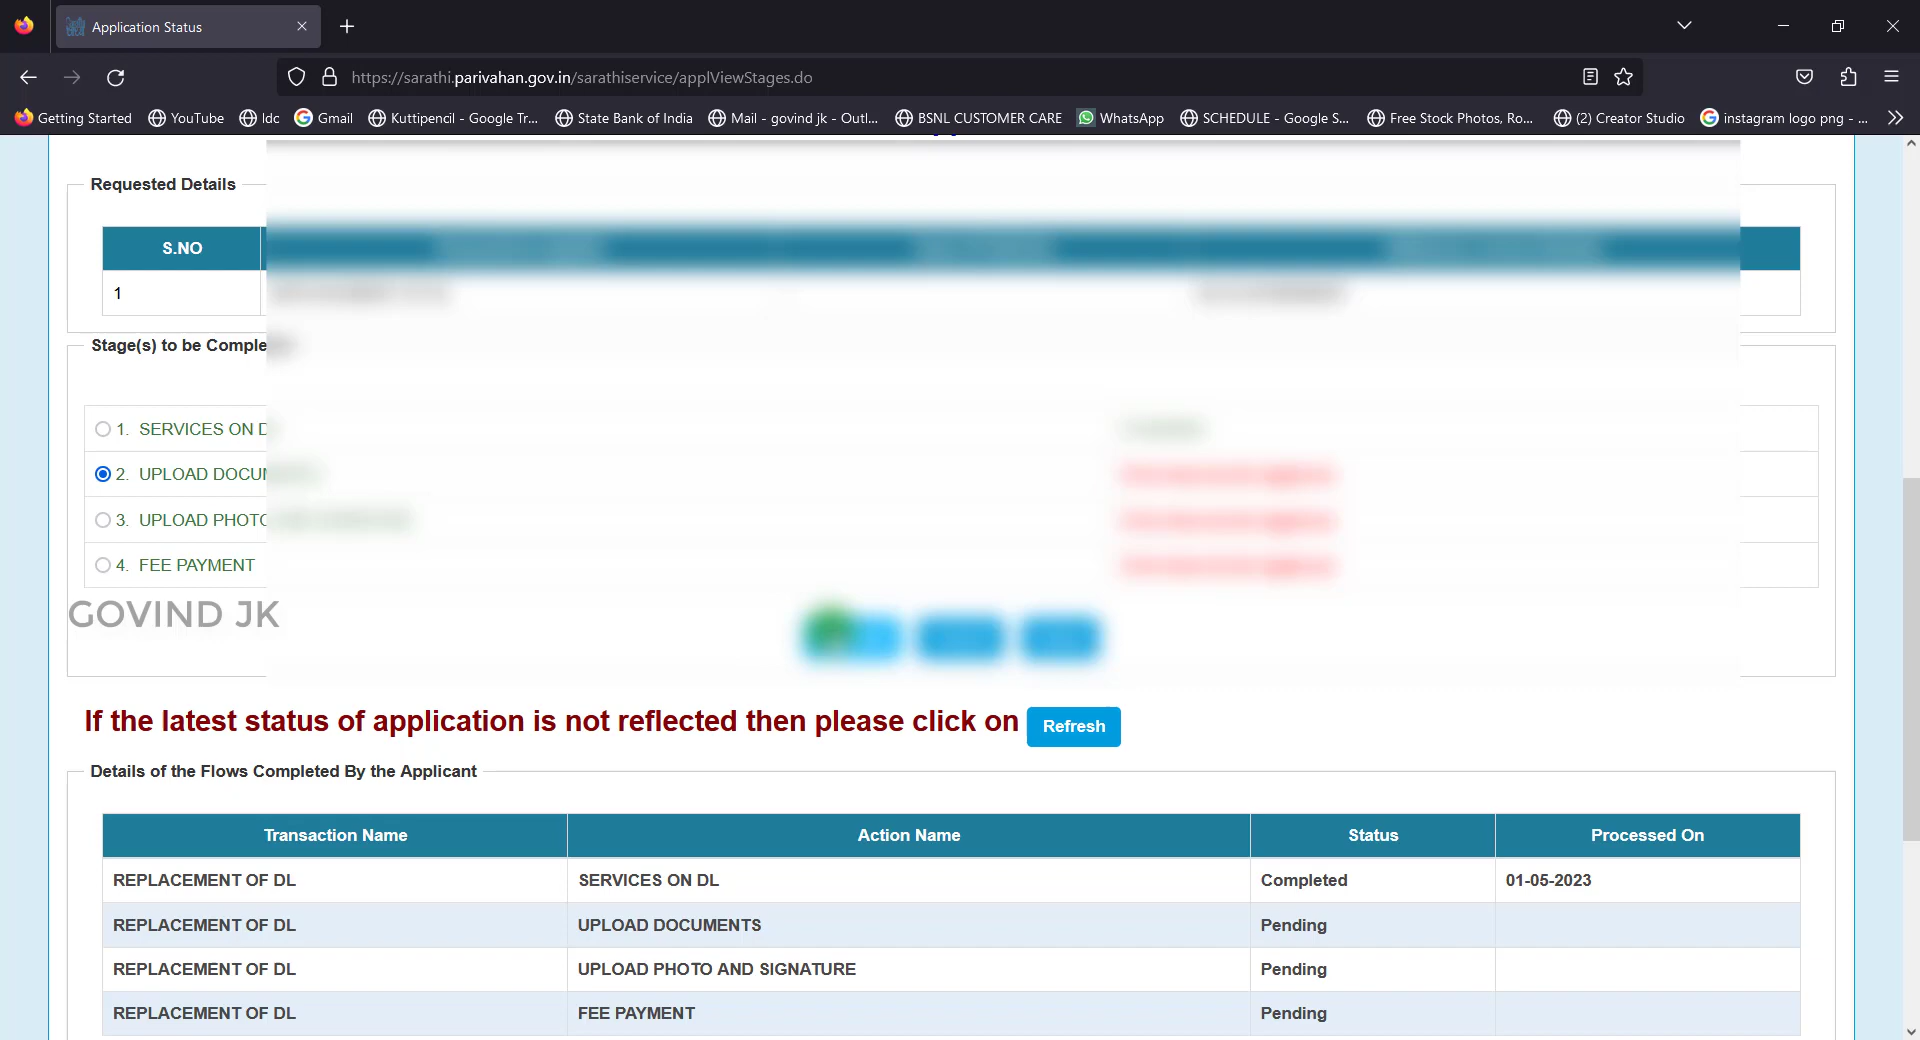 Application Status
https://sarathi.parivahan.gov.in/sarathiservice/applViewStages.do
Getting Started YouTube Idc Gmail Kuttipencil - Google Tr... State Bank of India Mail - govind jk - Outl... BSNL CUSTOMER CARE WhatsApp SCHEDULE - Google S... Free Stock Photos, Ro... (2) Creator Studio instagram logo png - ...
Requested Details
S.NO
1
Stage(s) to be Comple
1. SERVICES ON D
2. UPLOAD DOCUM
3. UPLOAD PHOTO
4. FEE PAYMENT
GOVIND JK
If the latest status of application is not reflected then please click on Refresh
Details of the Flows Completed By the Applicant
Transaction Name Action Name Status Processed On
REPLACEMENT OF DL SERVICES ON DL Completed 01-05-2023
REPLACEMENT OF DL UPLOAD DOCUMENTS Pending
REPLACEMENT OF DL UPLOAD PHOTO AND SIGNATURE Pending
REPLACEMENT OF DL FEE PAYMENT Pending